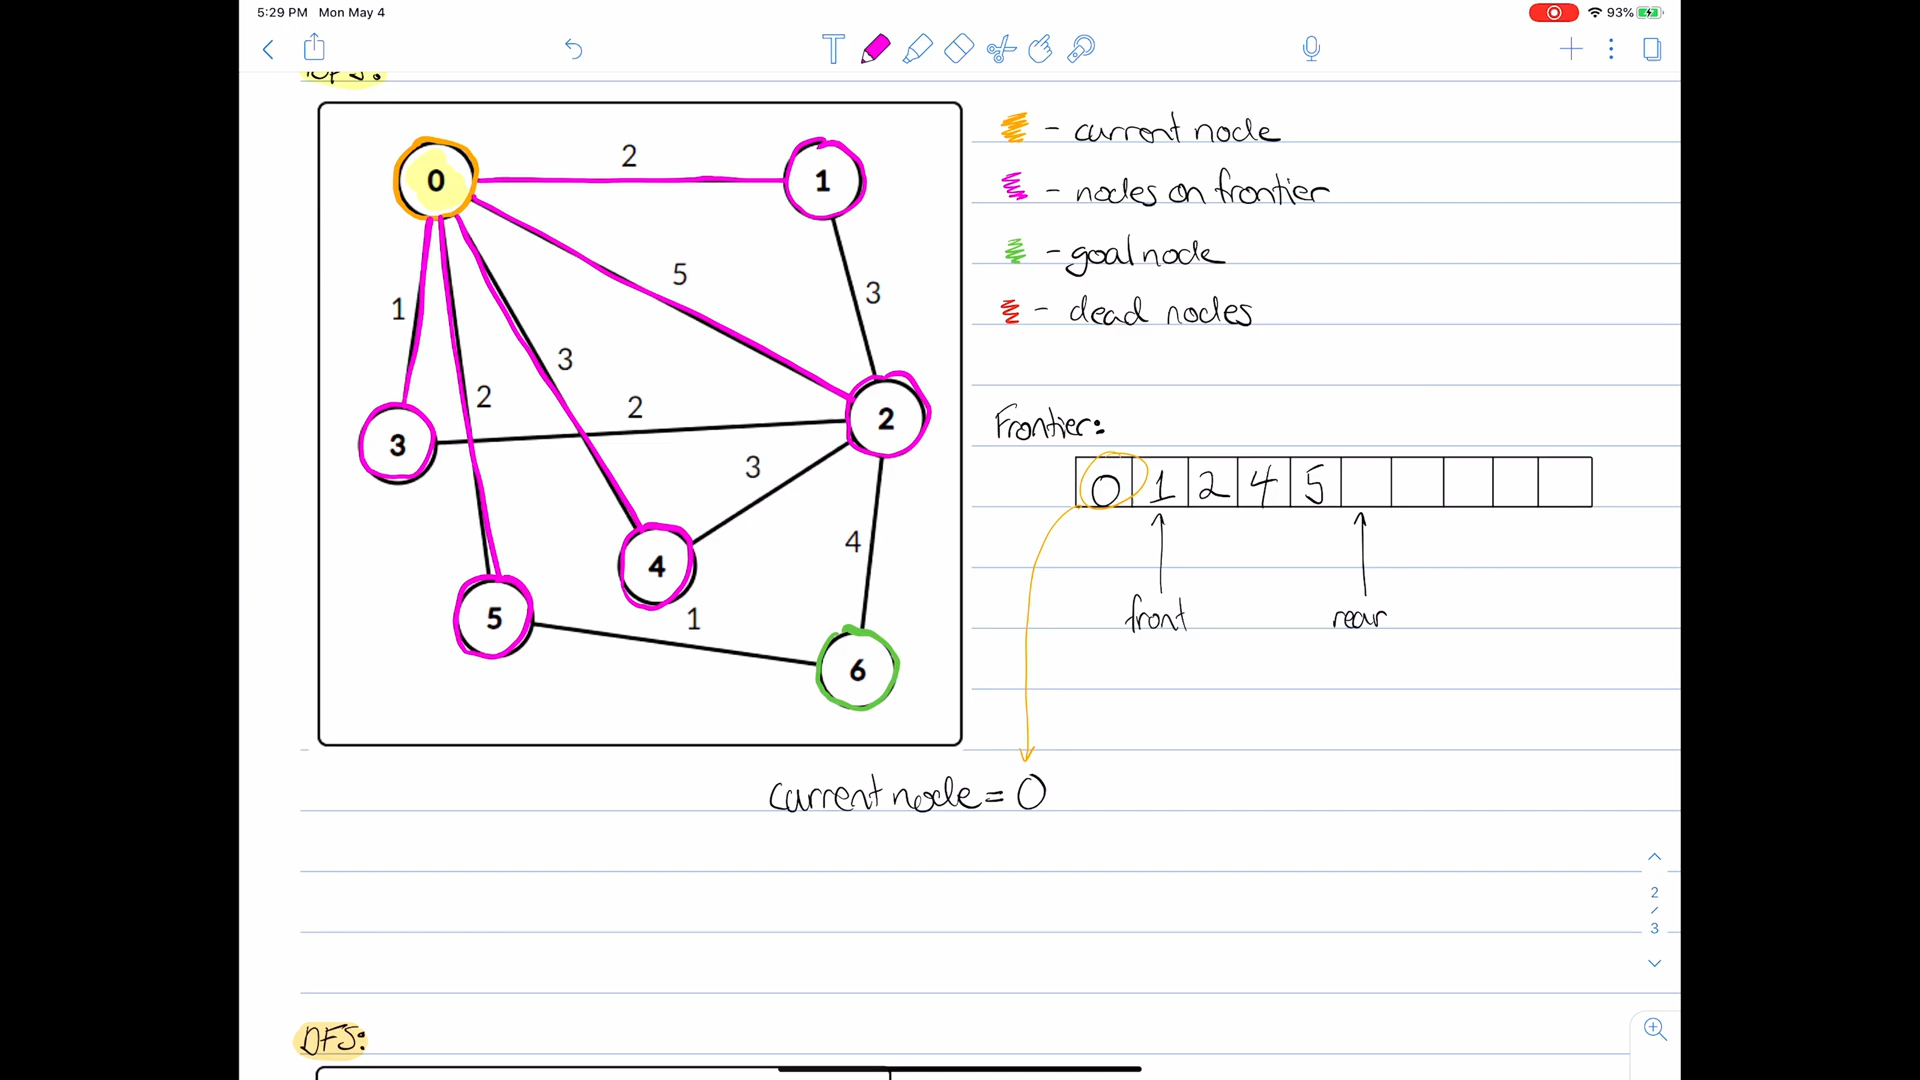 5:29 PM Mon May 4
93%
0
2
1
- current node
- nodes on frontier
- goal node
- dead nodes
5
3
1
3
2
2
2
3
3
4
4
5
1
6
Frontier:
0 1 2 4 5
front
rear
current node = 0
2
/
3
DFS: